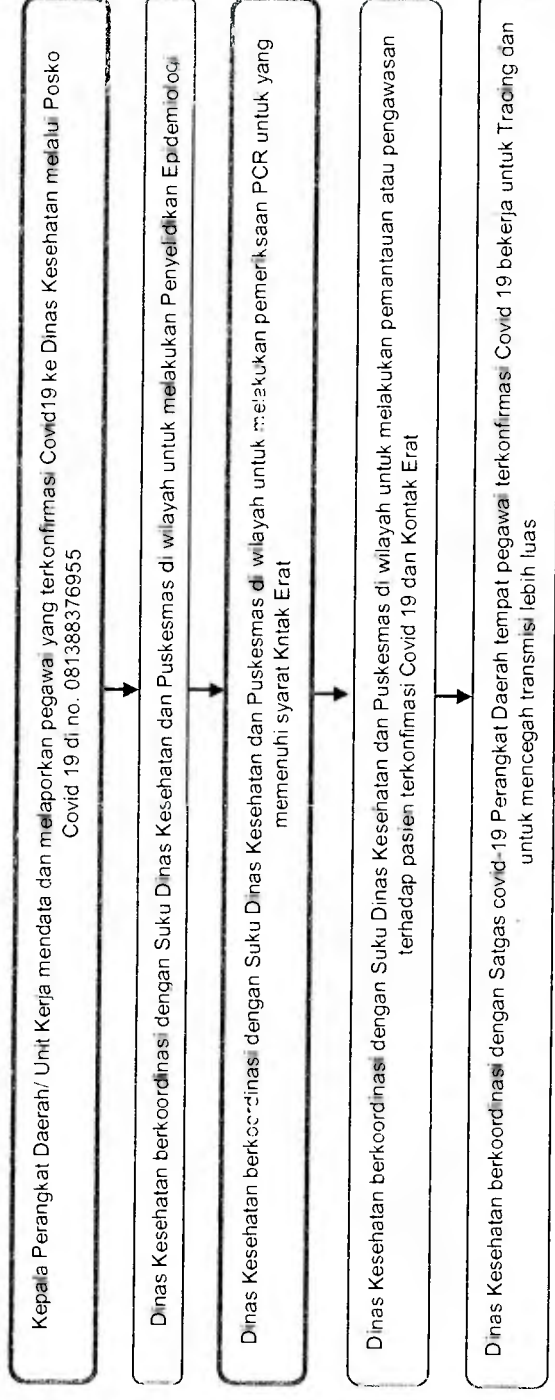 Kepala Perangkat Daerah/ Unit Kerja mendata dan melaporkan pegawai yang terkonfirmasi Covid19 ke Dinas Kesehatan melalui Posko
Covid 19 di no. 081388376955
Dinas Kesehatan berkoordinasi dengan Suku Dinas Kesehatan dan Puskesmas di wilayah untuk melakukan Penyelidikan Epidemiologi
Dinas Kesehatan berkoordinasi dengan Suku Dinas Kesehatan dan Puskesmas di wilayah untuk melakukan pemeriksaan PCR untuk yang
memenuhi syarat Kntak Erat
Dinas Kesehatan berkoordinasi dengan Suku Dinas Kesehatan dan Puskesmas di wilayah untuk melakukan pemantauan atau pengawasan
terhadap pasien terkonfimasi Covid 19 dan Kontak Erat
Dinas Kesehatan berkoordinasi dengan Satgas covid-19 Perangkat Daerah tempat pegawai terkonfirmasi Covid 19 bekerja untuk Tracing dan
untuk mencegah transmisi lebih luas